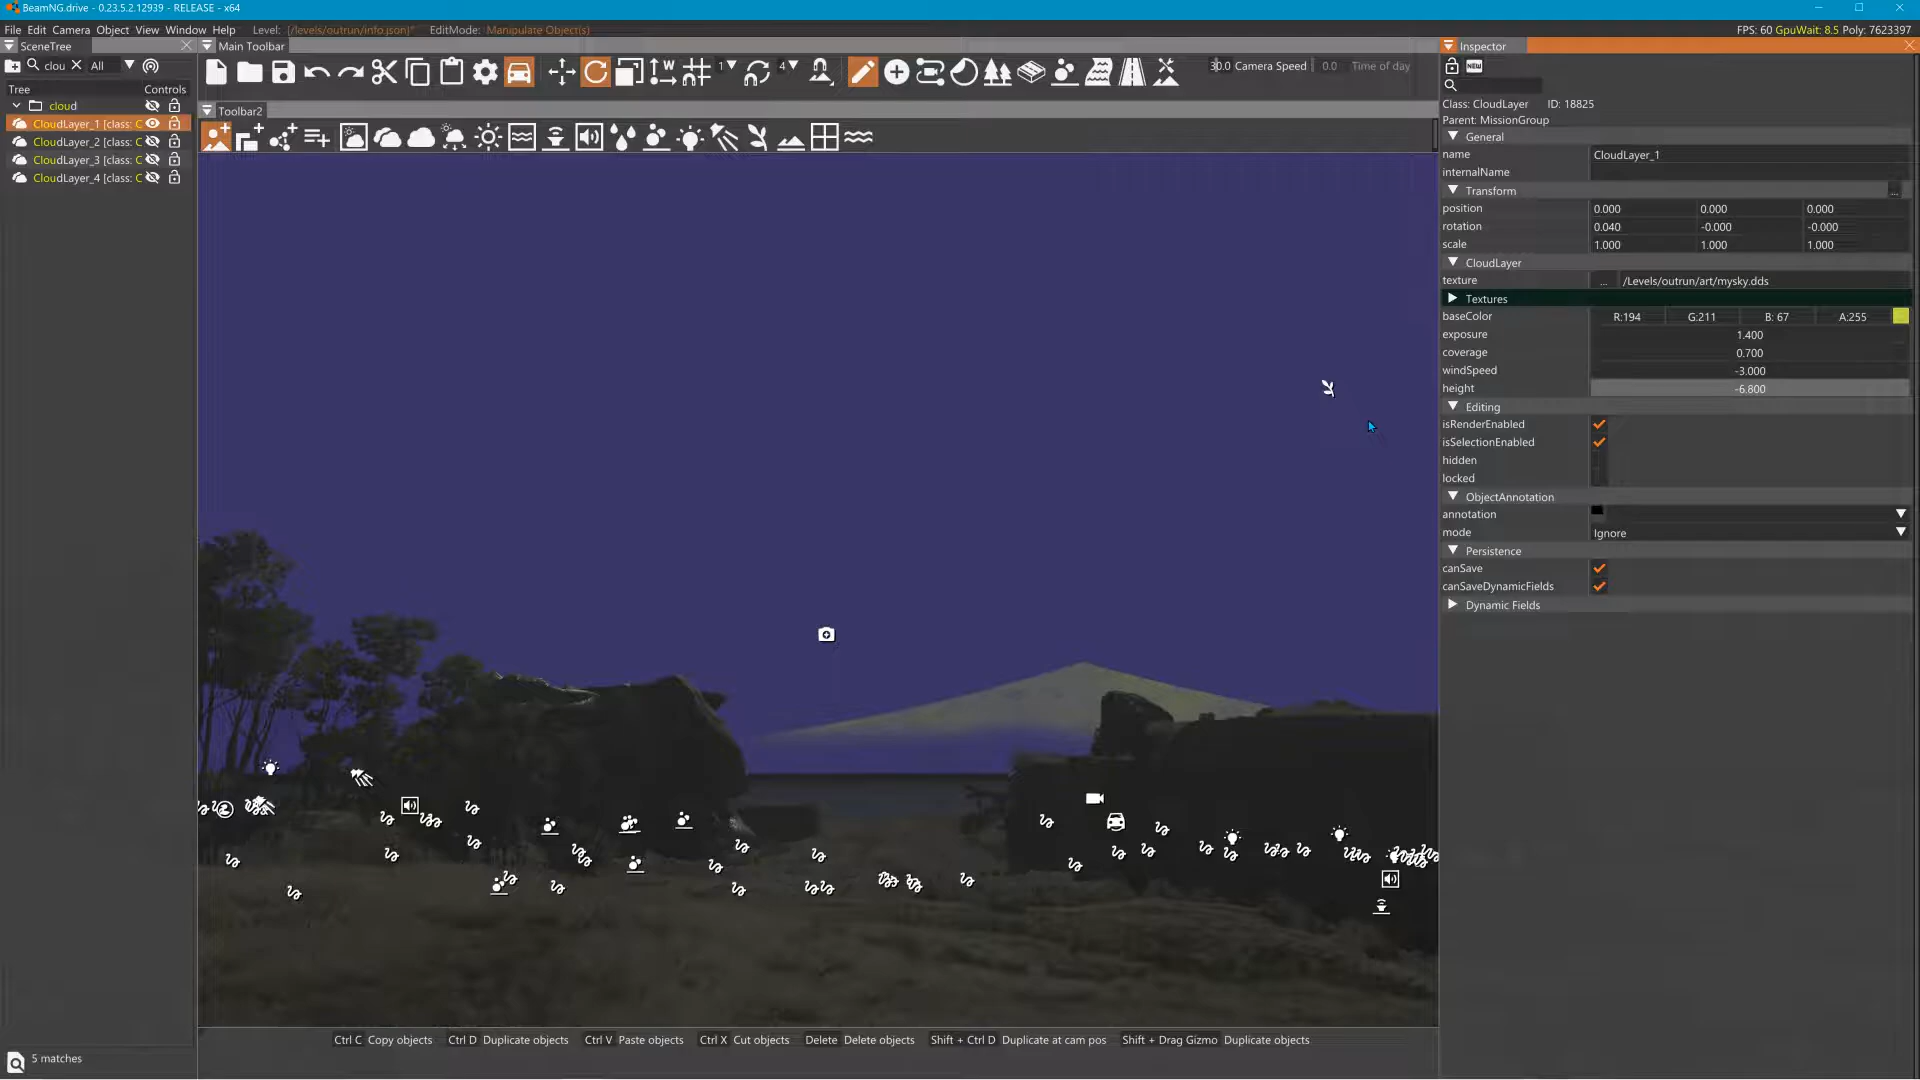 BeamNG.drive - 0.23.5.2.12939 - RELEASE - x64
File Edit Camera Object View Window Help Level: [/levels/outrun/info.json]* EditMode: Manipulate Object(s) FPS: 60 GpuWait: 8.5 Poly: 7623397
SceneTree
Main Toolbar
Inspector
clou All
1 4
30.0 Camera Speed 0.0 Time of day
Tree Controls
cloud
CloudLayer_1 [class: C
CloudLayer_2 [class: C
CloudLayer_3 [class: C
CloudLayer_4 [class: C
Toolbar2
NEW
Class: CloudLayer ID: 18825
Parent: MissionGroup
General
name CloudLayer_1
internalName
Transform ...
position 0.000 0.000 0.000
rotation 0.040 -0.000 -0.000
scale 1.000 1.000 1.000
CloudLayer
texture ... /Levels/outrun/art/mysky.dds
Textures
baseColor R:194 G:211 B: 67 A:255
exposure 1.400
coverage 0.700
windSpeed -3.000
height -6.800
Editing
isRenderEnabled
isSelectionEnabled
hidden
locked
ObjectAnnotation
annotation
mode Ignore
Persistence
canSave
canSaveDynamicFields
Dynamic Fields
Ctrl C Copy objects Ctrl D Duplicate objects Ctrl V Paste objects Ctrl X Cut objects Delete Delete objects Shift + Ctrl D Duplicate at cam pos Shift + Drag Gizmo Duplicate objects
5 matches